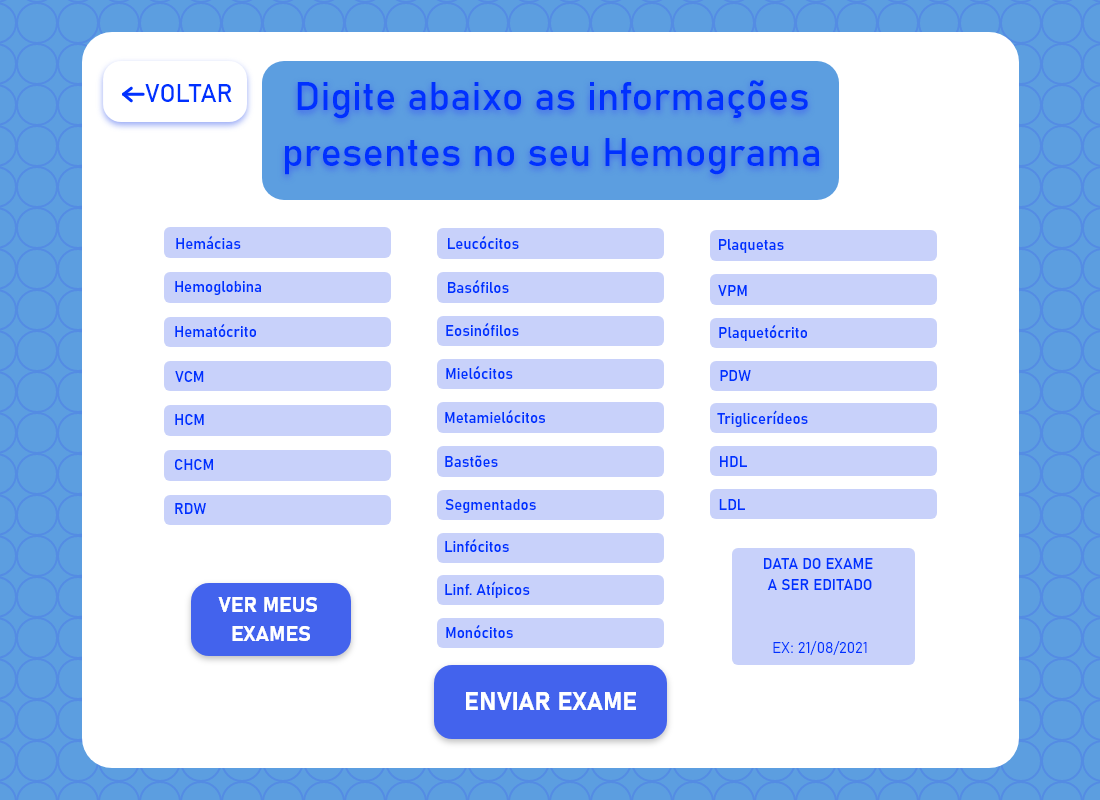 ←VOLTAR
Digite abaixo as informações
presentes no seu Hemograma
Hemácias
Hemoglobina
Hematócrito
VCM
HCM
CHCM
RDW
Leucócitos
Basófilos
Eosinófilos
Mielócitos
Metamielócitos
Bastões
Segmentados
Linfócitos
Linf. Atípicos
Monócitos
Plaquetas
VPM
Plaquetócrito
PDW
Triglicerídeos
HDL
LDL
DATA DO EXAME
A SER EDITADO
EX: 21/08/2021
VER MEUS
EXAMES
ENVIAR EXAME